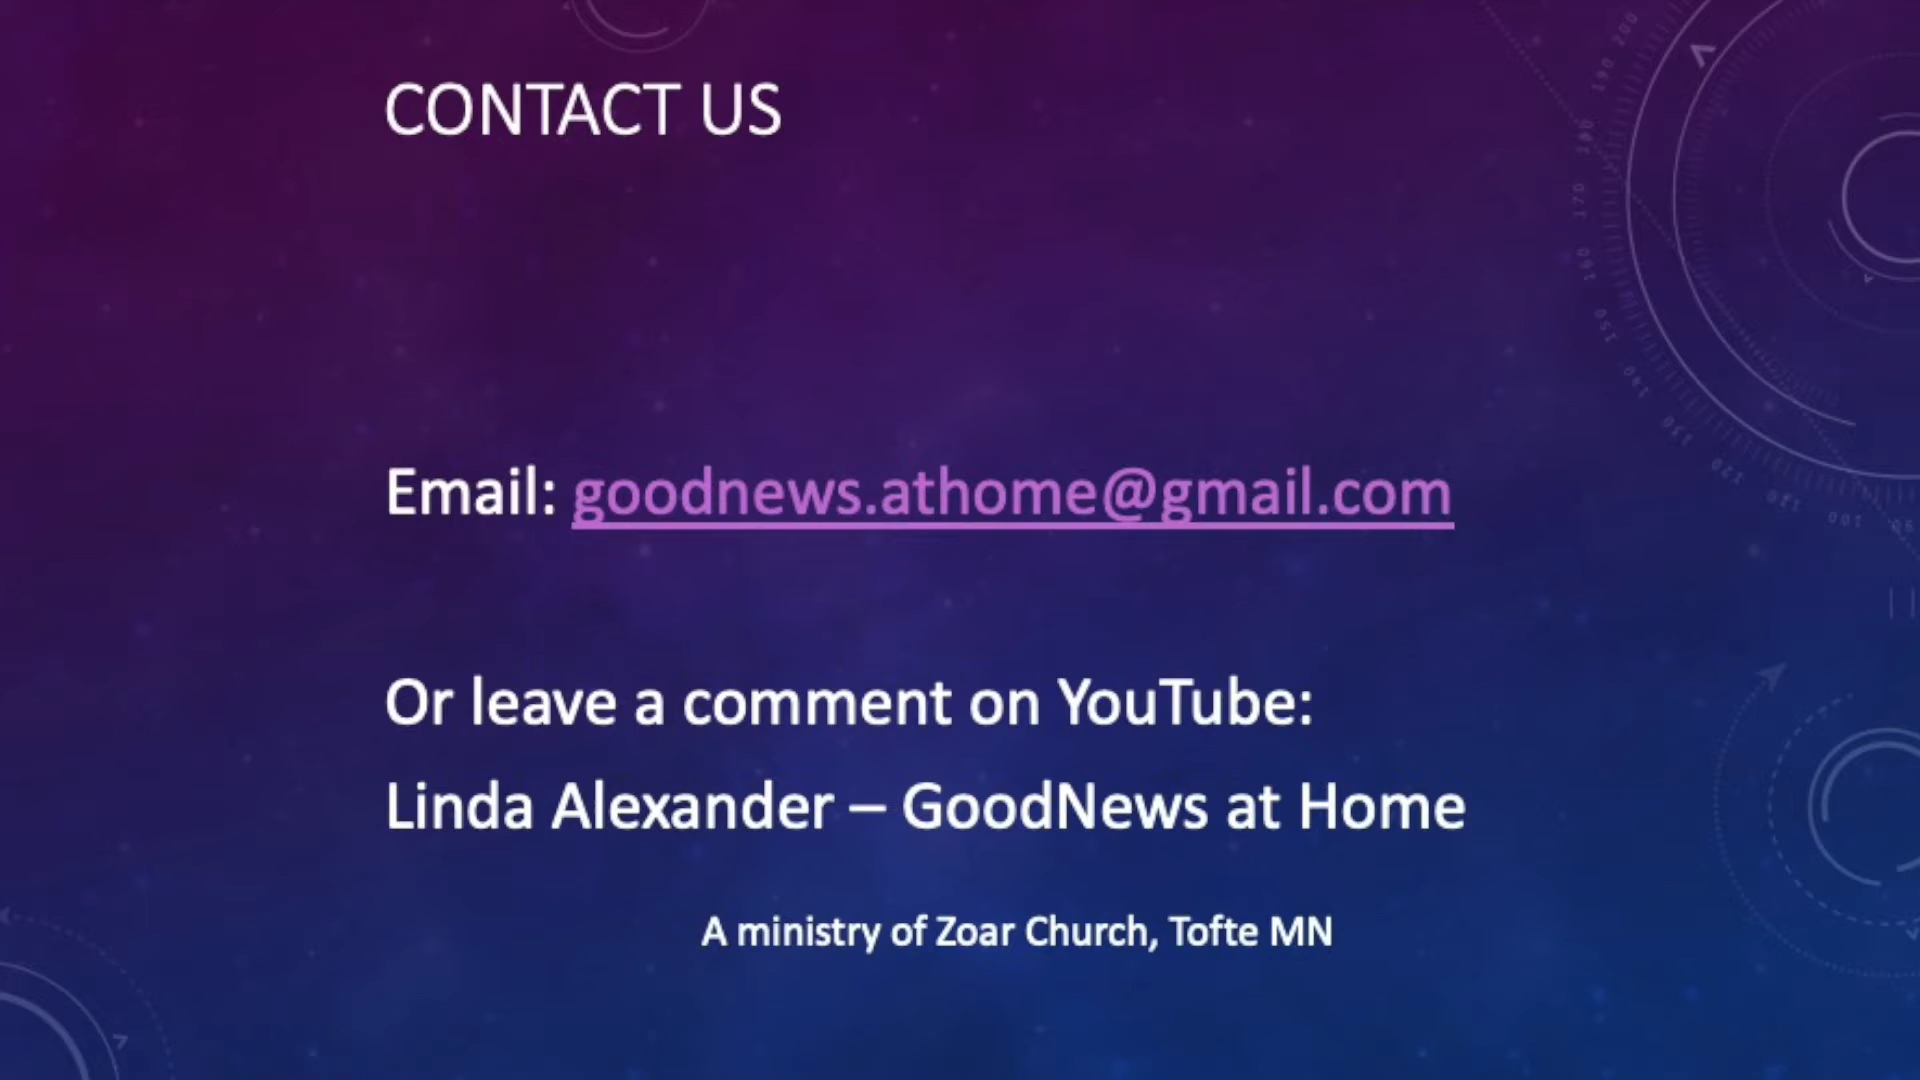 CONTACT US
Email: goodnews.athome@gmail.com
Or leave a comment on YouTube:
Linda Alexander – GoodNews at Home
A ministry of Zoar Church, Tofte MN